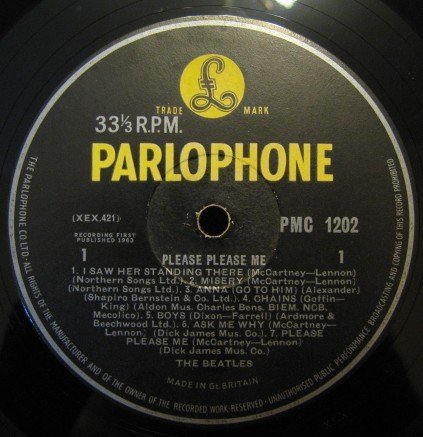 £
TRADE MARK
33⅓ R.P.M.
PARLOPHONE
(XEX.421)
PMC 1202
RECORDING FIRST
PUBLISHED 1963
1 PLEASE PLEASE ME 1
1. I SAW HER STANDING THERE (McCartney—Lennon)
(Northern Songs Ltd.) 2. MISERY (McCartney—Lennon)
(Northern Songs Ltd.) 3. ANNA (GO TO HIM) (Alexander)
(Shapiro Bernstein & Co. Ltd.) 4. CHAINS (Goffin—
King) (Aldon Mus. Charles Bens. BIEM. NCB.
Mecolico). 5. BOYS (Dixon—Farrell) (Ardmore &
Beechwood Ltd.) 6. ASK ME WHY (McCartney—
Lennon) (Dick James Mus. Co.) 7. PLEASE
PLEASE ME (McCartney—Lennon)
(Dick James Mus. Co.)
THE BEATLES
MADE IN Gt. BRITAIN
THE PARLOPHONE CO. LTD.· ALL RIGHTS OF THE MANUFACTURER AND OF THE OWNER OF THE RECORDED WORK RESERVED · UNAUTHORISED PUBLIC PERFORMANCE BROADCASTING AND COPYING OF THIS RECORD PROHIBITED